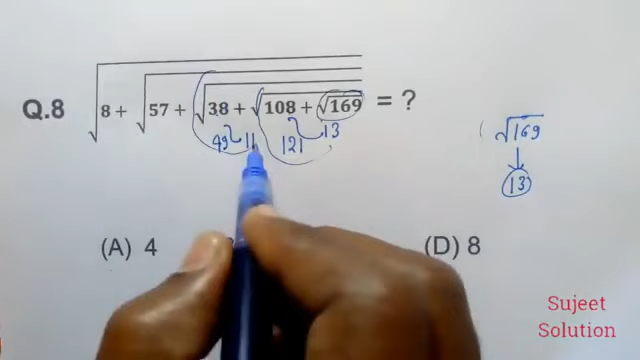 Q.8 √(8 + √(57 + √(38 + √(108 + √169)))) = ?
49 11 121 13
√169
13
(A) 4 (D) 8
Sujeet
Solution